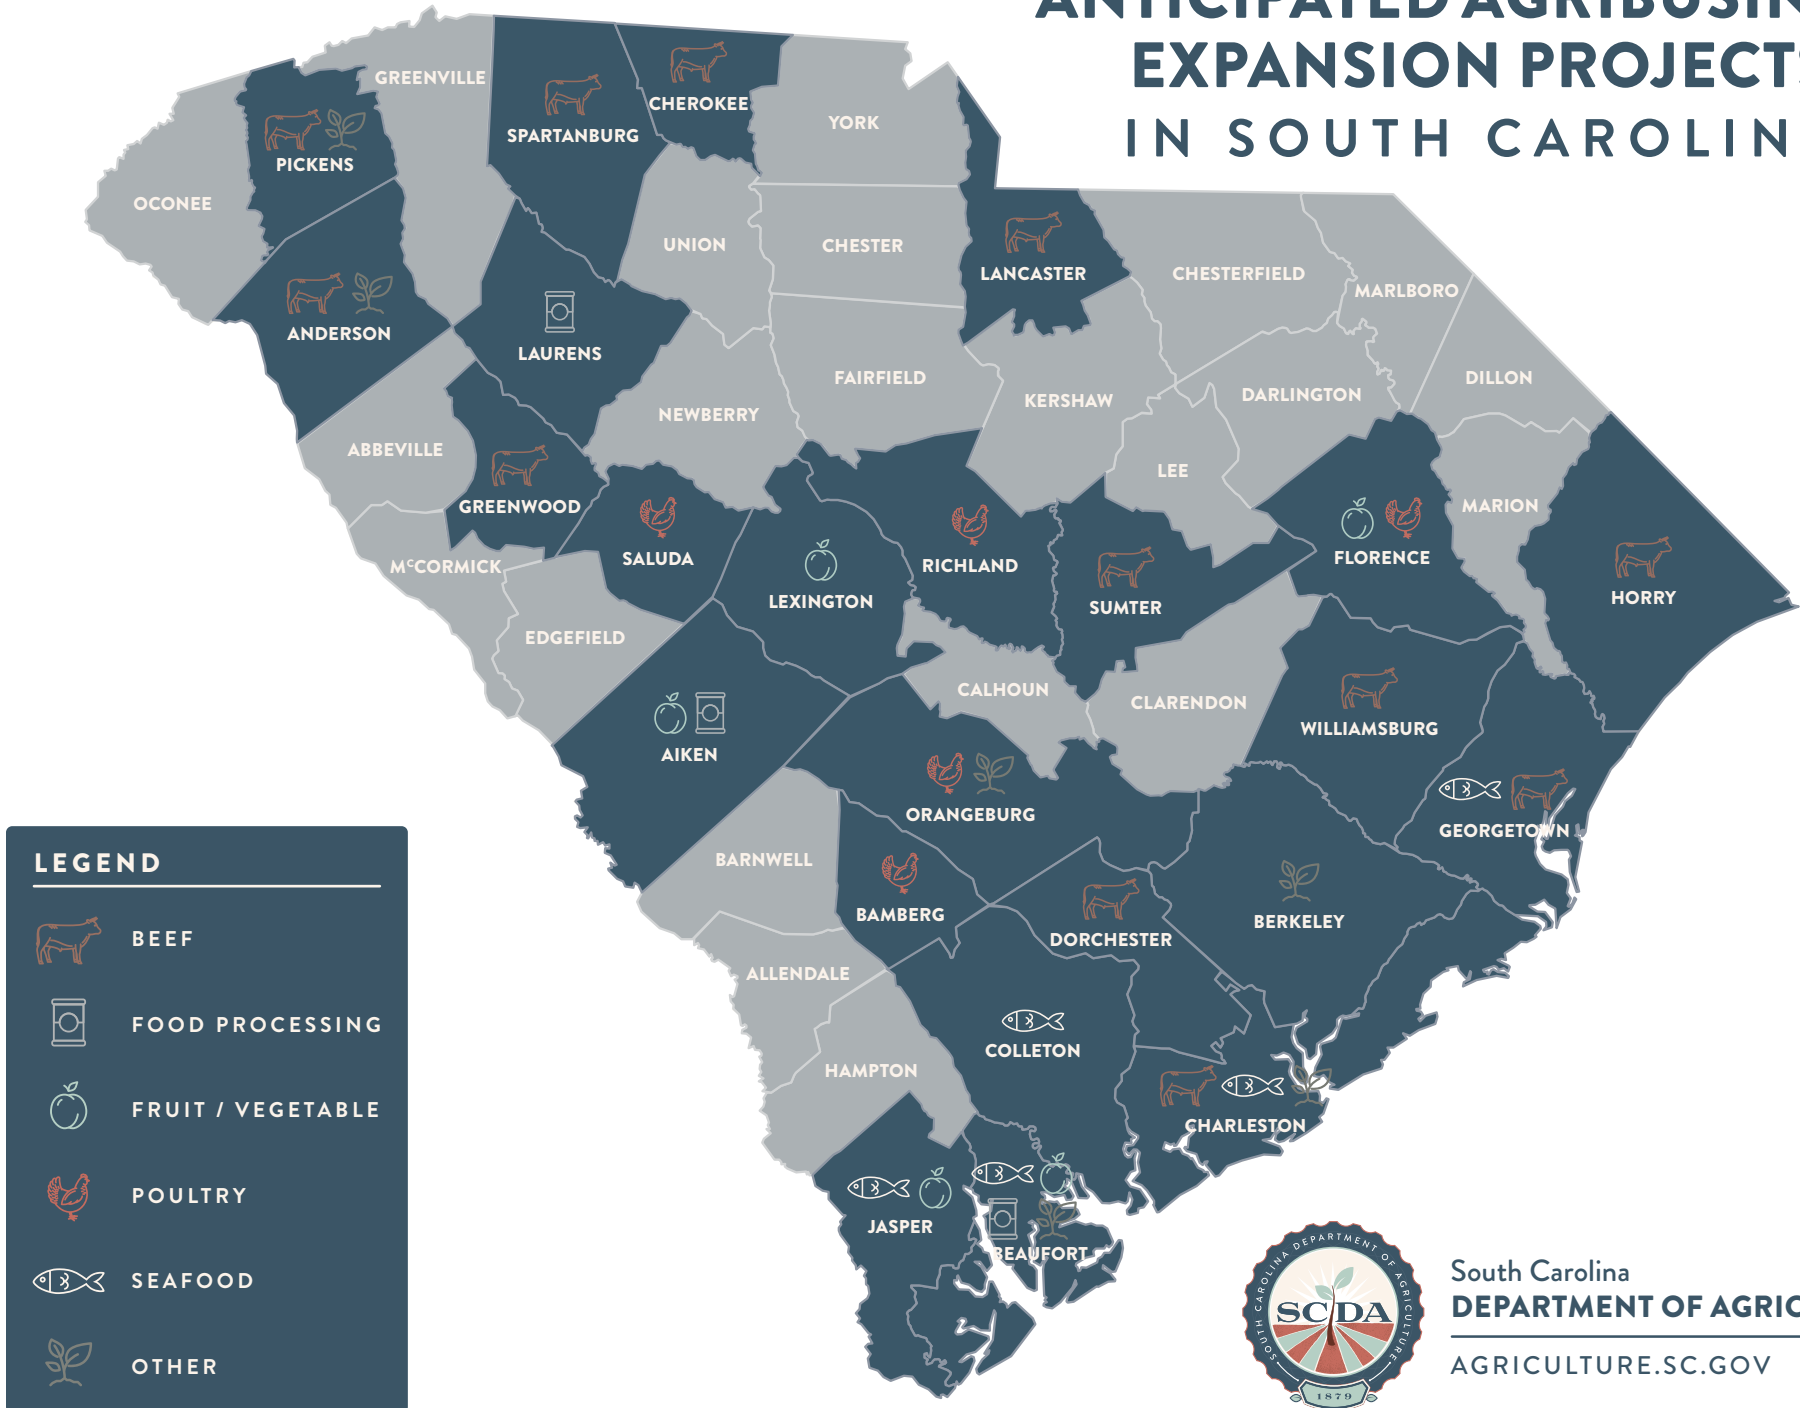 ANTICIPATED AGRIBUSIN
EXPANSION PROJECTS
IN SOUTH CAROLIN
GREENVILLE
CHEROKEE
SPARTANBURG
YORK
PICKENS
OCONEE
UNION
CHESTER
LANCASTER
CHESTERFIELD
MARLBORO
ANDERSON
LAURENS
FAIRFIELD
DILLON
KERSHAW
DARLINGTON
NEWBERRY
ABBEVILLE
LEE
GREENWOOD
MARION
SALUDA
RICHLAND
FLORENCE
McCORMICK
LEXINGTON
SUMTER
HORRY
EDGEFIELD
CALHOUN
CLARENDON
WILLIAMSBURG
AIKEN
ORANGEBURG
GEORGETOWN
BARNWELL
BAMBERG
BERKELEY
DORCHESTER
ALLENDALE
COLLETON
HAMPTON
CHARLESTON
JASPER
BEAUFORT
LEGEND
BEEF
FOOD PROCESSING
FRUIT / VEGETABLE
POULTRY
SEAFOOD
OTHER
SOUTH CAROLINA DEPARTMENT OF AGRICULTURE
SCDA
1879
South Carolina
DEPARTMENT OF AGRIC
AGRICULTURE.SC.GOV